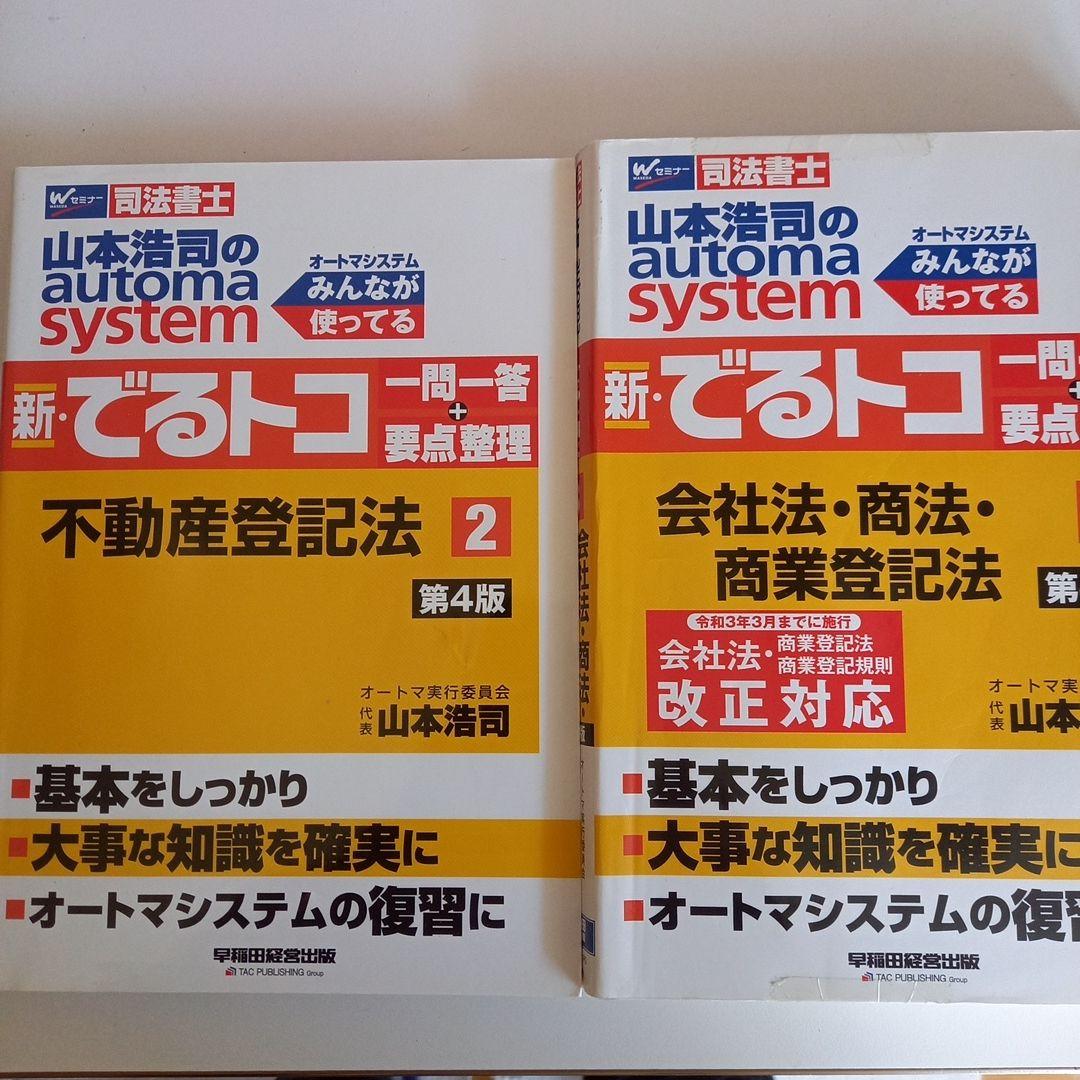 Wセミナー
WASEDA
司法書士
山本浩司の
automa
system
オートマシステム
みんなが
使ってる
新・でるトコ
一問一答
+
要点整理
不動産登記法 2
第4版
オートマ実行委員会
代表 山本浩司
基本をしっかり
大事な知識を確実に
オートマシステムの復習に
早稲田経営出版
TAC PUBLISHING Group
Wセミナー
WASEDA
司法書士
山本浩司の
automa
system
オートマシステム
みんなが
使ってる
新・でるトコ
一問
要点
会社法・商法・
商業登記法
第
令和3年3月までに施行
会社法・商業登記法
商業登記規則
改正対応
オートマ実
代表 山本
基本をしっかり
大事な知識を確実に
オートマシステムの復習
早稲田経営出版
TAC PUBLISHING Group
会社法・商法・